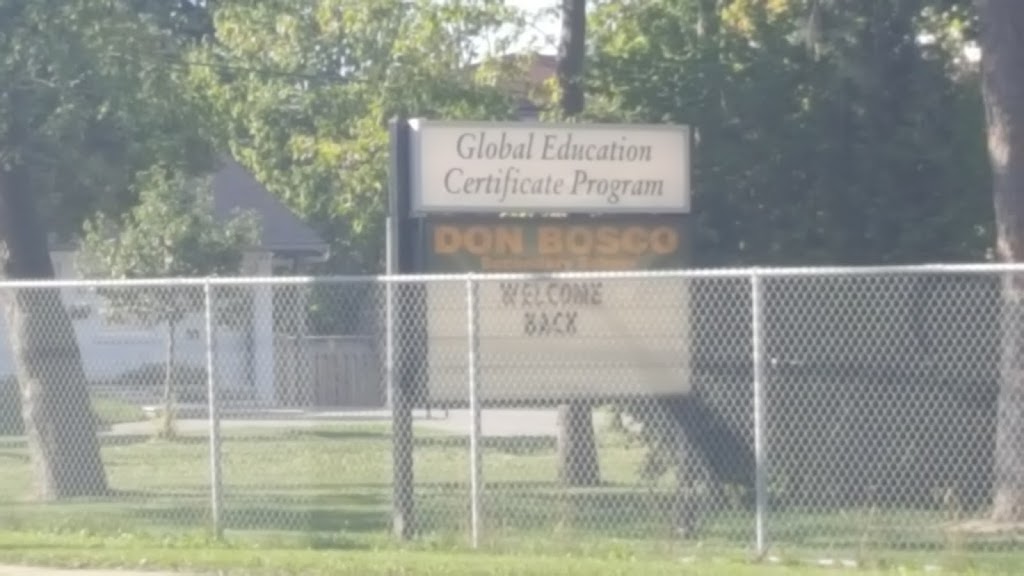 Global Education
Certificate Program
DON BOSCO
WELCOME
BACK